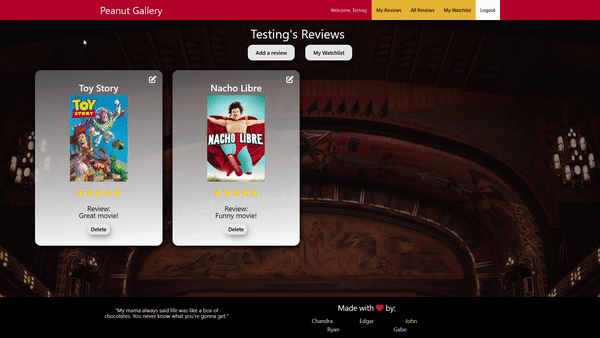 Peanut Gallery
Welcome, Testing
My Reviews
All Reviews
My Watchlist
Logout
Testing's Reviews
Add a review
My Watchlist
Toy Story
TOY
STORY
Review:
Great movie!
Delete
Nacho Libre
NACHO LIBRE
Review:
Funny movie!
Delete
"My mama always said life was like a box of
chocolates. You never know what you're gonna get."
Made with ❤ by:
Chandra Edgar John
Ryan Gabe